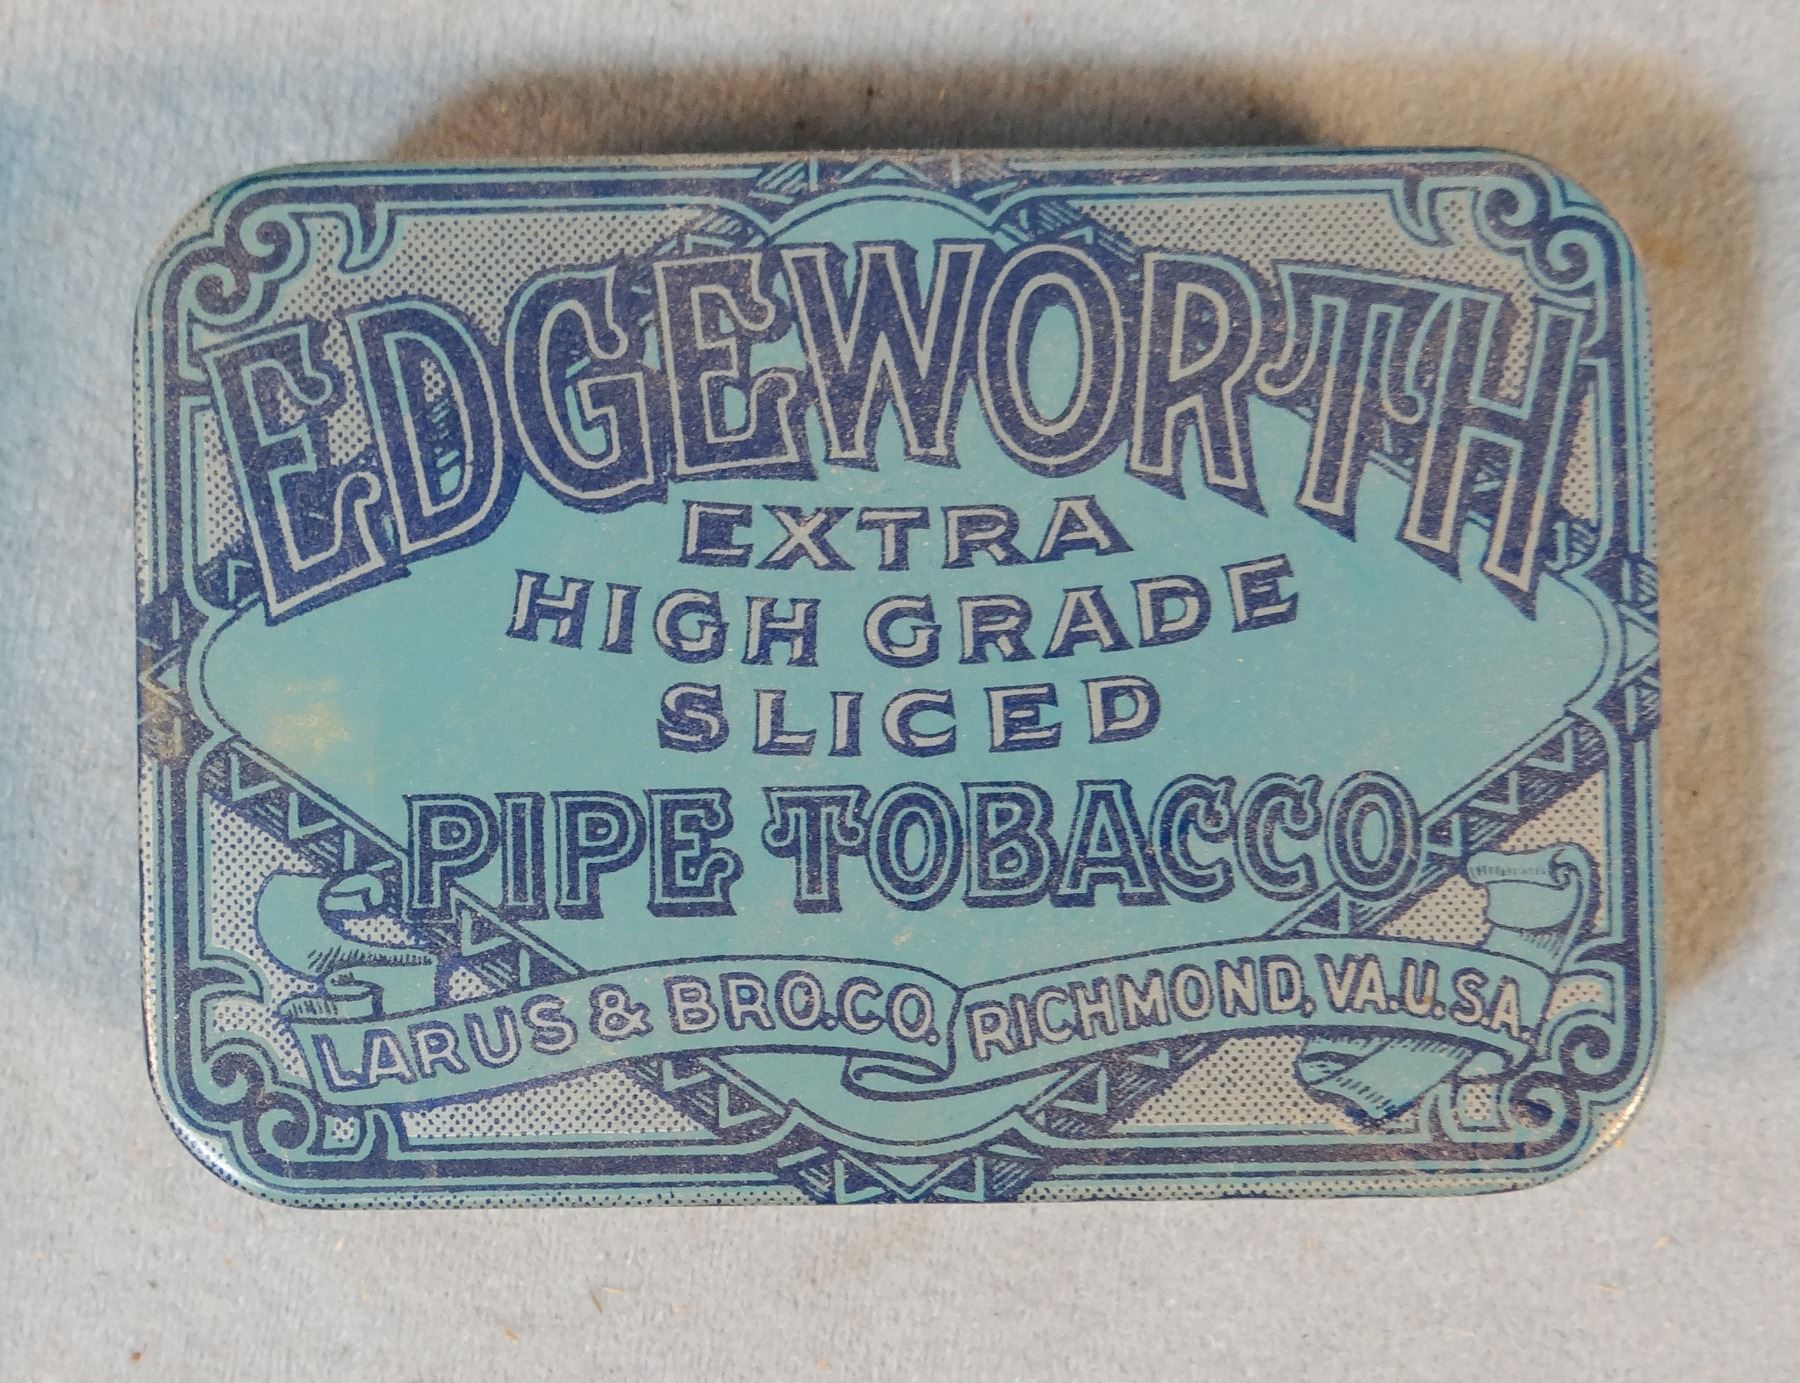 EDGEWORTH
EXTRA
HIGH GRADE
SLICED
PIPE TOBACCO
LARUS & BRO.CO. RICHMOND, VA.U.S.A.